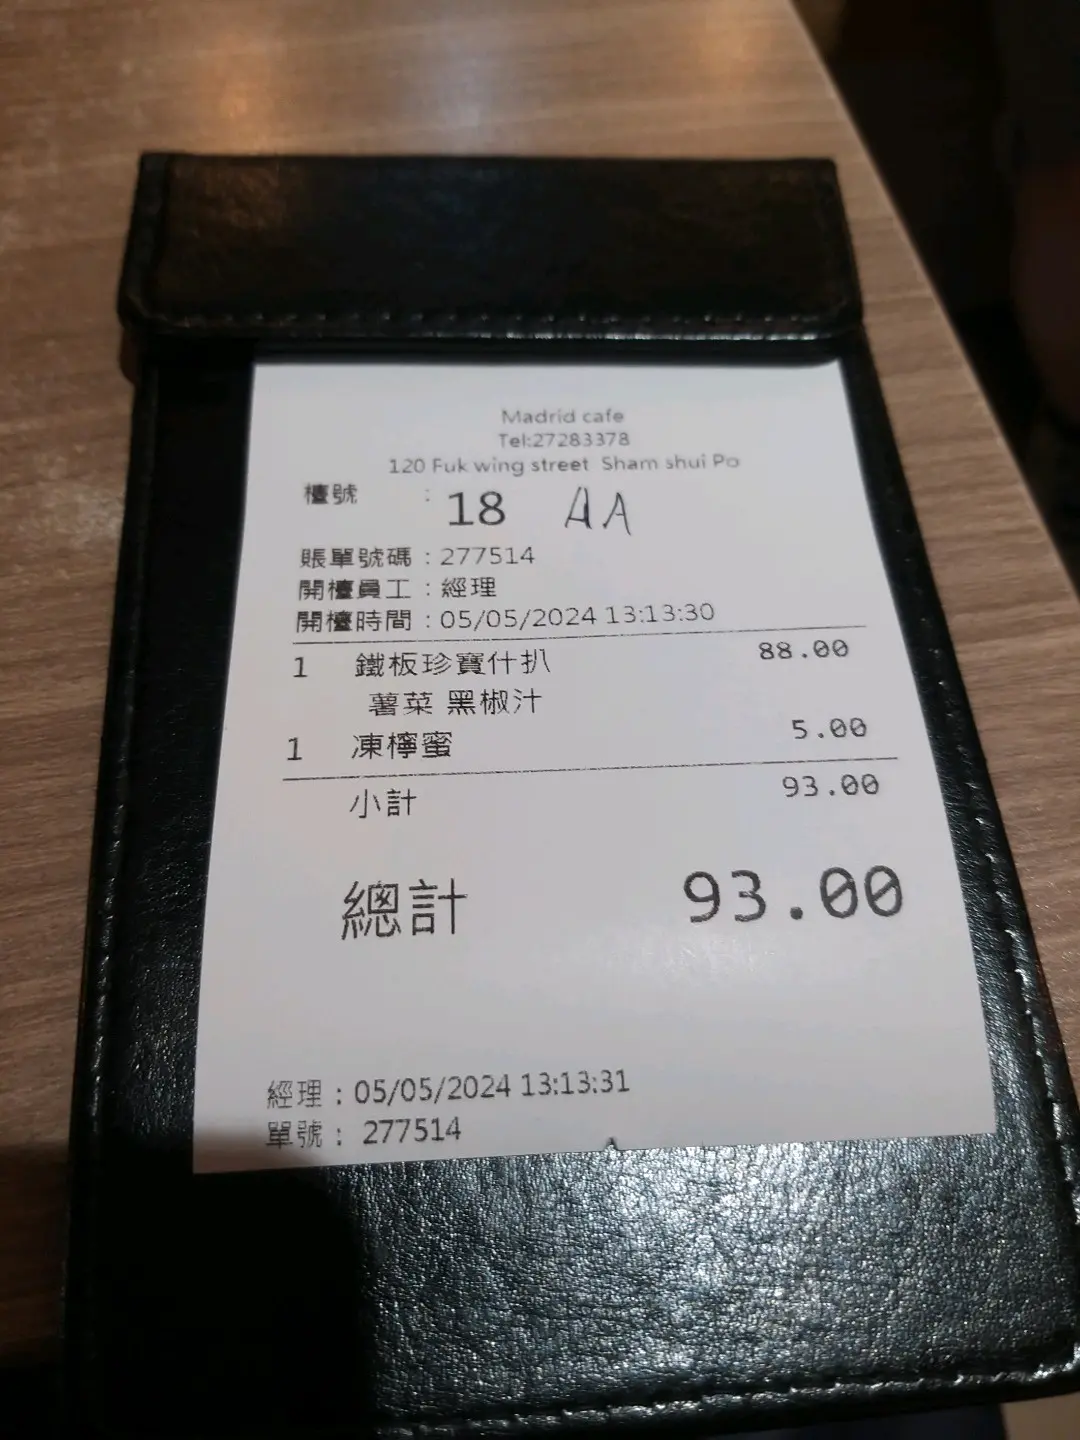 Madrid cafe
Tel:27283378
120 Fuk wing street Sham shui Po
檯號 : 18 AA
賬單號碼 : 277514
開檯員工 : 經理
開檯時間 : 05/05/2024 13:13:30
1 鐵板珍寶什扒 88.00
薯菜 黑椒汁
1 凍檸蜜 5.00
小計 93.00
總計 93.00
經理 : 05/05/2024 13:13:31
單號 : 277514